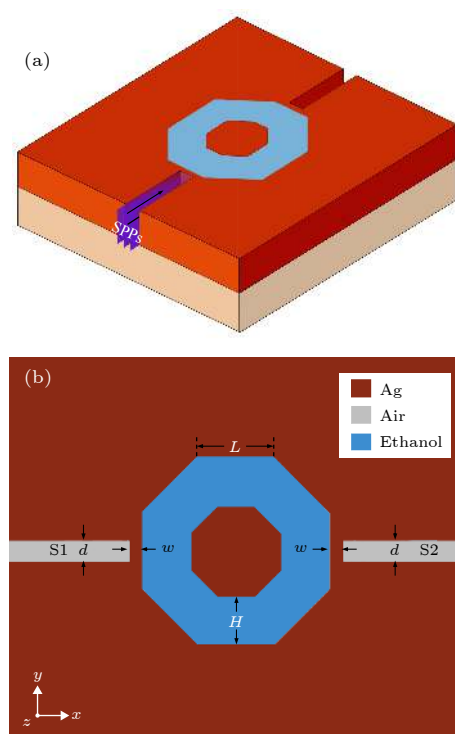 (a)
SPPs
(b)
Ag
Air
Ethanol
L
S1 d w w d S2
H
y
z x